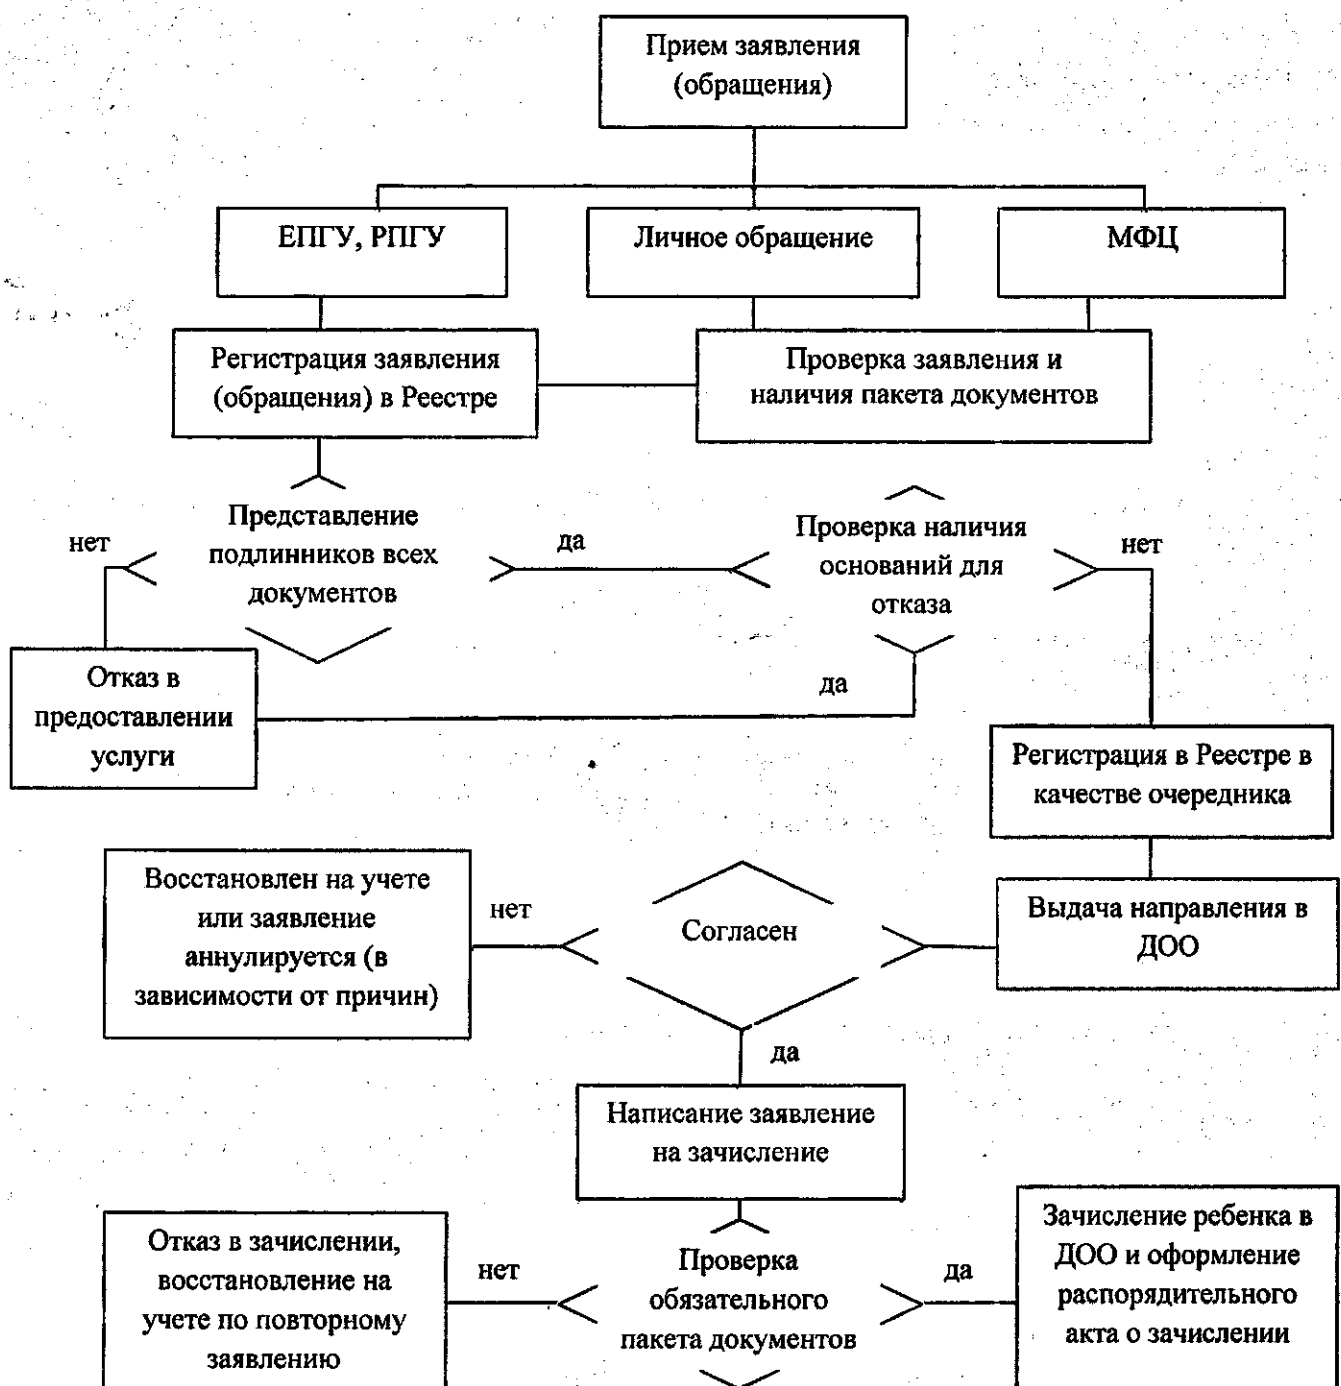 Прием заявления
(обращения)
ЕПГУ, РПГУ
Личное обращение
МФЦ
Регистрация заявления
(обращения) в Реестре
Проверка заявления и
наличия пакета документов
Представление
подлинников всех
документов
нет
да
Проверка наличия
оснований для
отказа
нет
да
Отказ в
предоставлении
услуги
Регистрация в Реестре в
качестве очередника
Восстановлен на учете
или заявление
аннулируется (в
зависимости от причин)
нет
Согласен
Выдача направления в
ДОО
да
Написание заявление
на зачисление
Отказ в зачислении,
восстановление на
учете по повторному
заявлению
нет
Проверка
обязательного
пакета документов
да
Зачисление ребенка в
ДОО и оформление
распорядительного
акта о зачислении